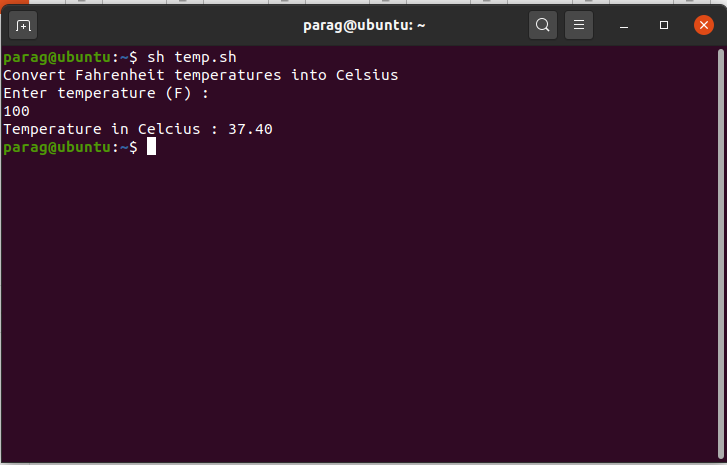 parag@ubuntu: ~
parag@ubuntu:~$ sh temp.sh
Convert Fahrenheit temperatures into Celsius
Enter temperature (F) :
100
Temperature in Celcius : 37.40
parag@ubuntu:~$